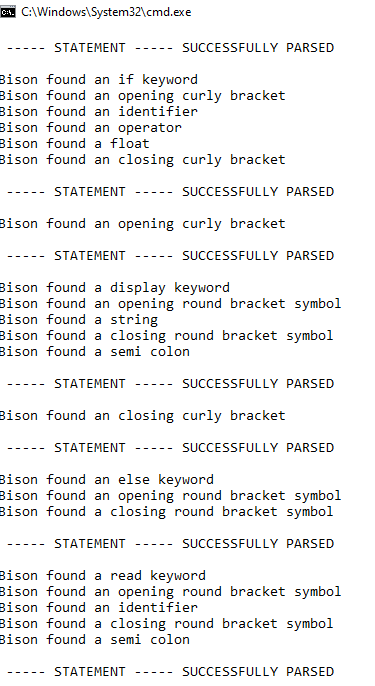 C:\Windows\System32\cmd.exe
----- STATEMENT ----- SUCCESSFULLY PARSED
Bison found an if keyword
Bison found an opening curly bracket
Bison found an identifier
Bison found an operator
Bison found a float
Bison found an closing curly bracket
----- STATEMENT ----- SUCCESSFULLY PARSED
Bison found an opening curly bracket
----- STATEMENT ----- SUCCESSFULLY PARSED
Bison found a display keyword
Bison found an opening round bracket symbol
Bison found a string
Bison found a closing round bracket symbol
Bison found a semi colon
----- STATEMENT ----- SUCCESSFULLY PARSED
Bison found an closing curly bracket
----- STATEMENT ----- SUCCESSFULLY PARSED
Bison found an else keyword
Bison found an opening round bracket symbol
Bison found a closing round bracket symbol
----- STATEMENT ----- SUCCESSFULLY PARSED
Bison found a read keyword
Bison found an opening round bracket symbol
Bison found an identifier
Bison found a closing round bracket symbol
Bison found a semi colon
----- STATEMENT ----- SUCCESSFULLY PARSED